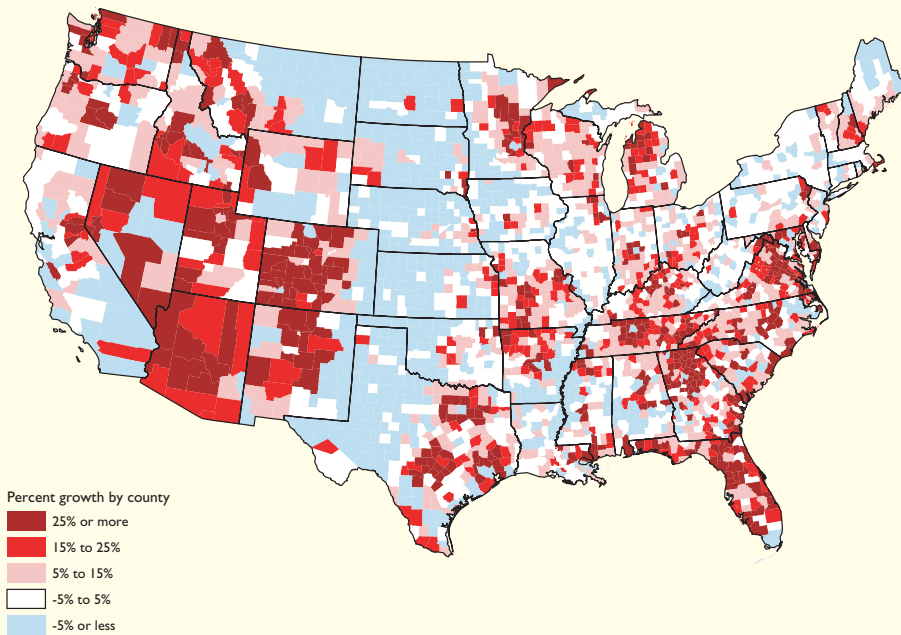 Percent growth by county
25% or more
15% to 25%
5% to 15%
-5% to 5%
-5% or less